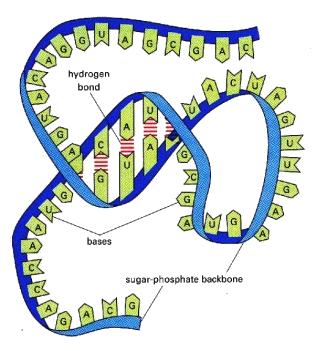 C A G G U A G C G A C
A U G A
hydrogen
bond
C A U
G U A
U A C U A G U U G A A
G C G A U G
bases
sugar-phosphate backbone
U G A A C C A G A C G